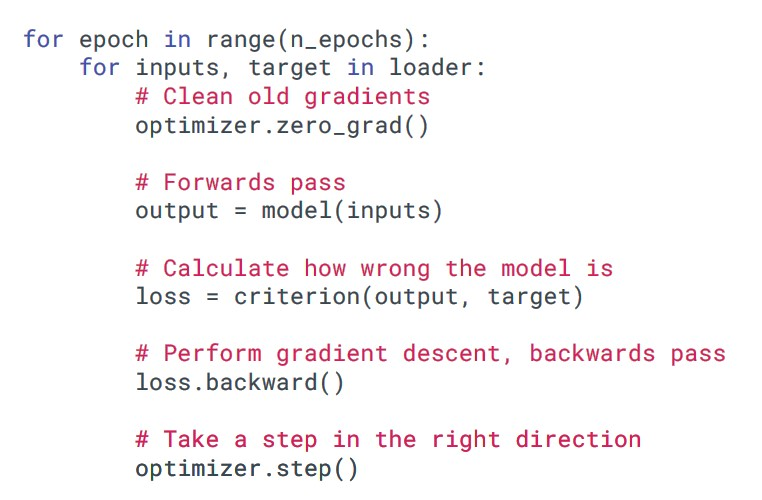 for epoch in range(n_epochs):
    for inputs, target in loader:
        # Clean old gradients
        optimizer.zero_grad()

        # Forwards pass
        output = model(inputs)

        # Calculate how wrong the model is
        loss = criterion(output, target)

        # Perform gradient descent, backwards pass
        loss.backward()

        # Take a step in the right direction
        optimizer.step()